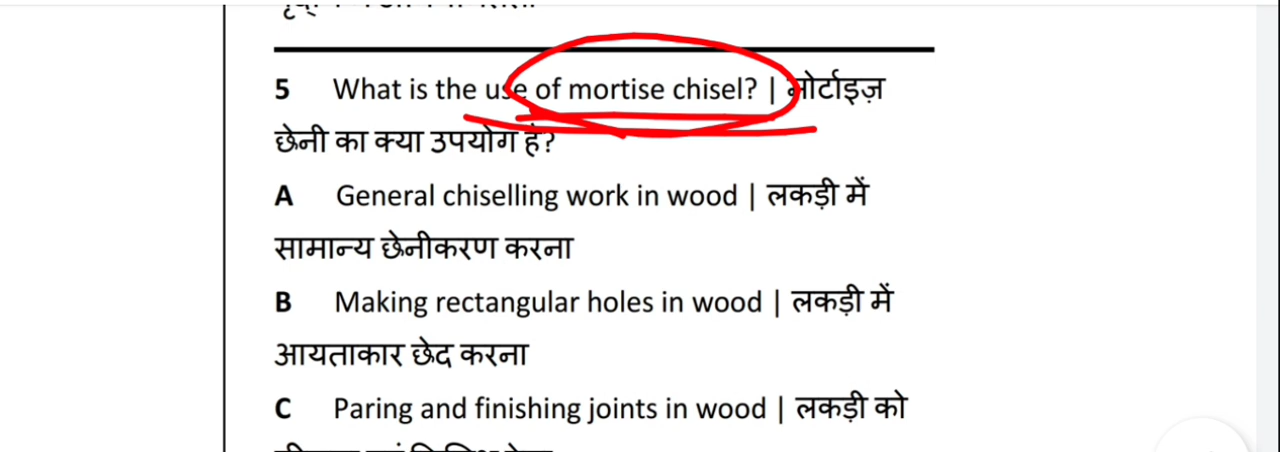 5 What is the use of mortise chisel? | मोर्टाइज़
छेनी का क्या उपयोग है?
A General chiselling work in wood | लकड़ी में
सामान्य छेनीकरण करना
B Making rectangular holes in wood | लकड़ी में
आयताकार छेद करना
C Paring and finishing joints in wood | लकड़ी को